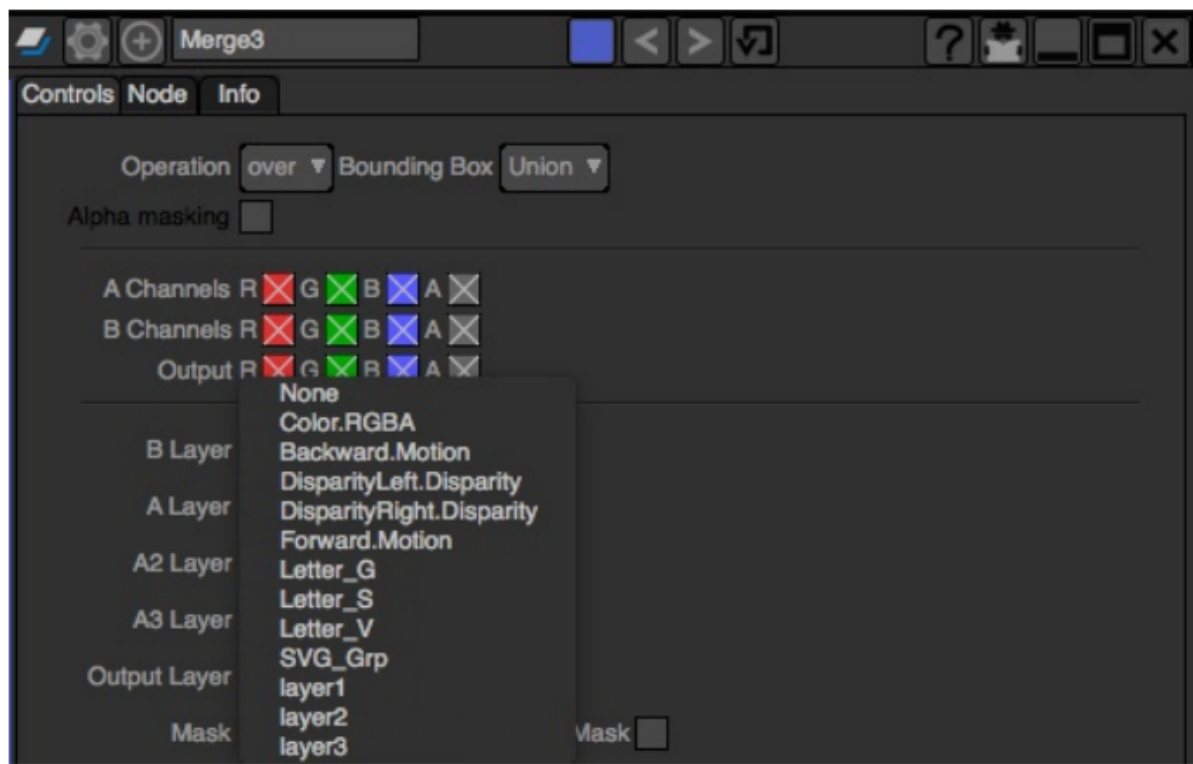 Merge3
Controls Node Info
Operation over Bounding Box Union
Alpha masking
A Channels R G B A
B Channels R G B A
Output R G B A
None
Color.RGBA
B Layer Backward.Motion
DisparityLeft.Disparity
A Layer DisparityRight.Disparity
Forward.Motion
A2 Layer Letter_G
Letter_S
A3 Layer Letter_V
SVG_Grp
Output Layer layer1
layer2
Mask layer3 Mask